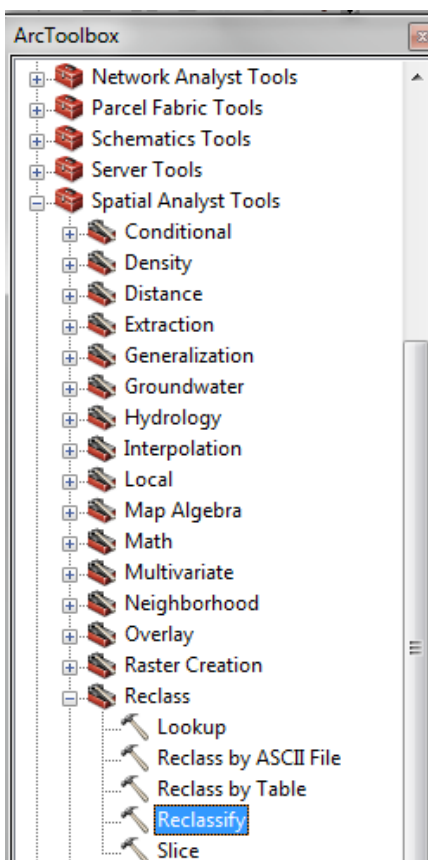 ArcToolbox
Network Analyst Tools
Parcel Fabric Tools
Schematics Tools
Server Tools
Spatial Analyst Tools
Conditional
Density
Distance
Extraction
Generalization
Groundwater
Hydrology
Interpolation
Local
Map Algebra
Math
Multivariate
Neighborhood
Overlay
Raster Creation
Reclass
Lookup
Reclass by ASCII File
Reclass by Table
Reclassify
Slice